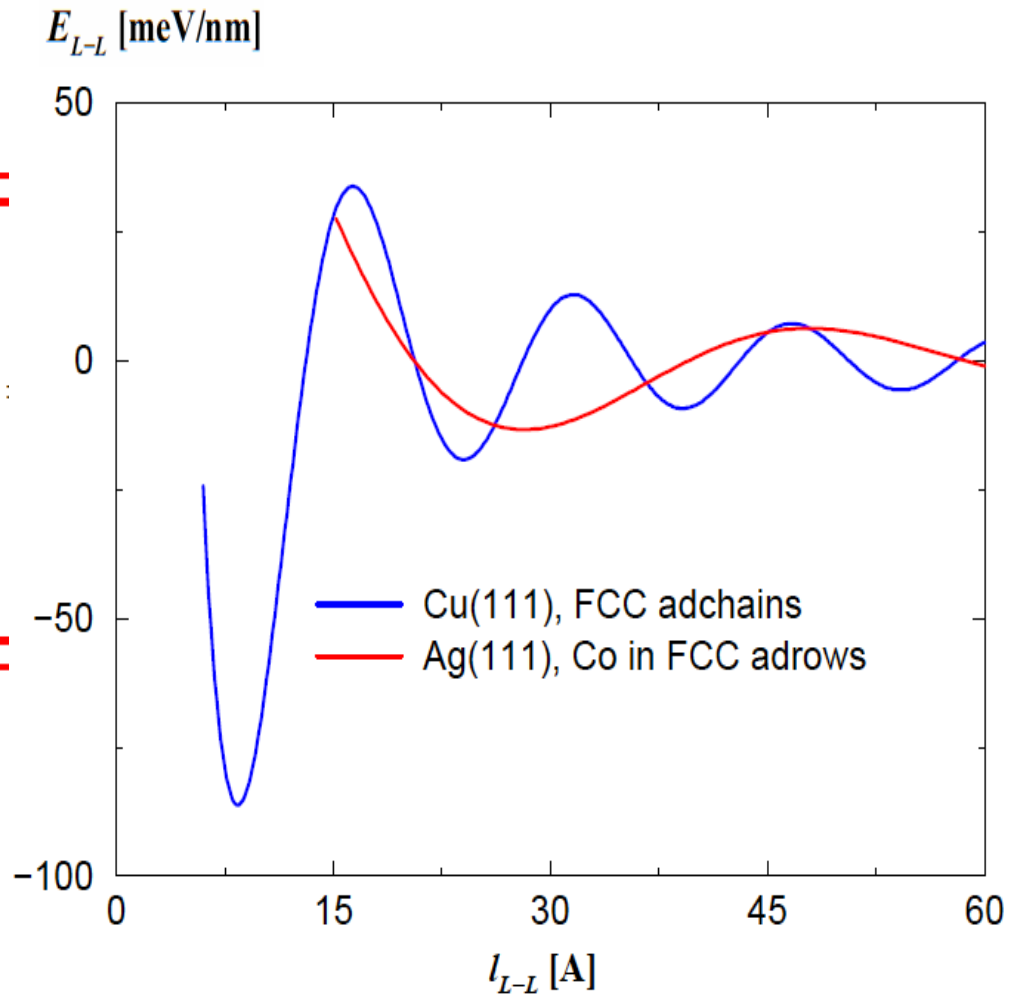 E_{L-L} [meV/nm]
50
0
−50
−100
Cu(111), FCC adchains
Ag(111), Co in FCC adrows
0 15 30 45 60
l_{L-L} [A]